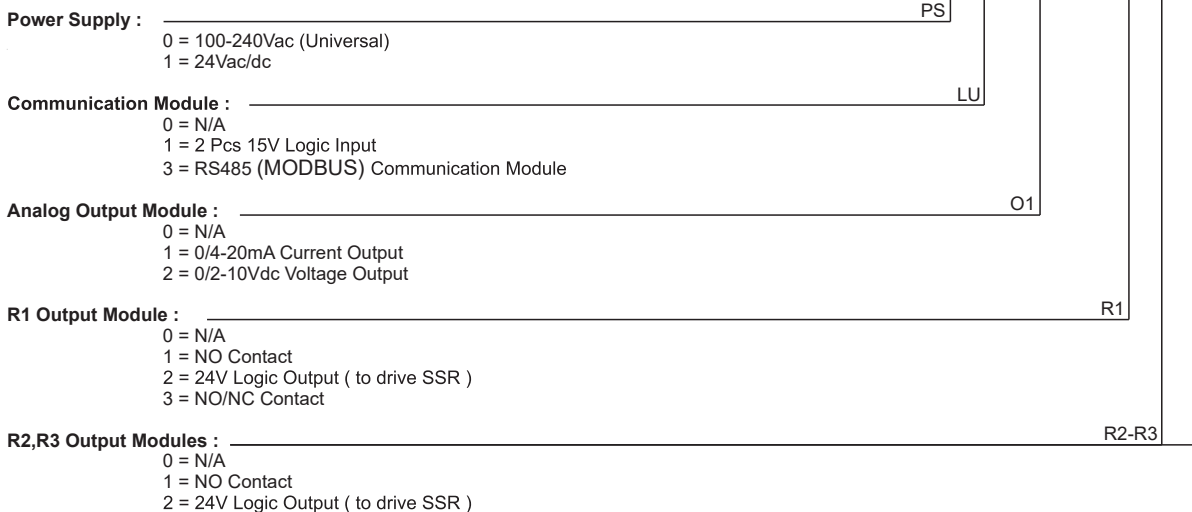 Power Supply : PS
0 = 100-240Vac (Universal)
1 = 24Vac/dc
Communication Module : LU
0 = N/A
1 = 2 Pcs 15V Logic Input
3 = RS485 (MODBUS) Communication Module
Analog Output Module : O1
0 = N/A
1 = 0/4-20mA Current Output
2 = 0/2-10Vdc Voltage Output
R1 Output Module : R1
0 = N/A
1 = NO Contact
2 = 24V Logic Output ( to drive SSR )
3 = NO/NC Contact
R2,R3 Output Modules : R2-R3
0 = N/A
1 = NO Contact
2 = 24V Logic Output ( to drive SSR )